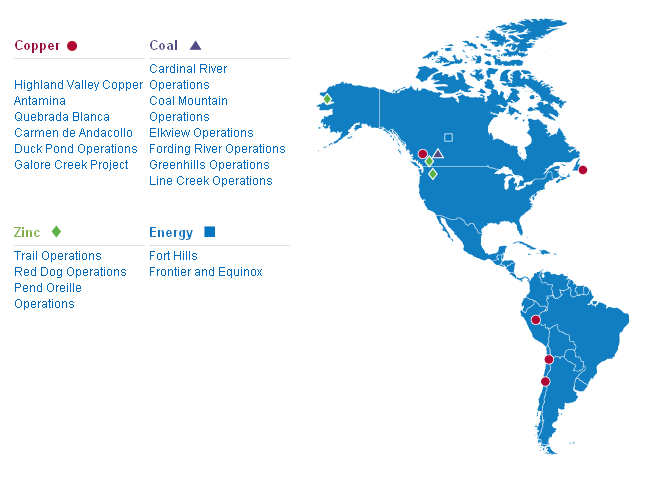 Copper
Highland Valley Copper
Antamina
Quebrada Blanca
Carmen de Andacollo
Duck Pond Operations
Galore Creek Project
Coal
Cardinal River
Operations
Coal Mountain
Operations
Elkview Operations
Fording River Operations
Greenhills Operations
Line Creek Operations
Zinc
Trail Operations
Red Dog Operations
Pend Oreille
Operations
Energy
Fort Hills
Frontier and Equinox